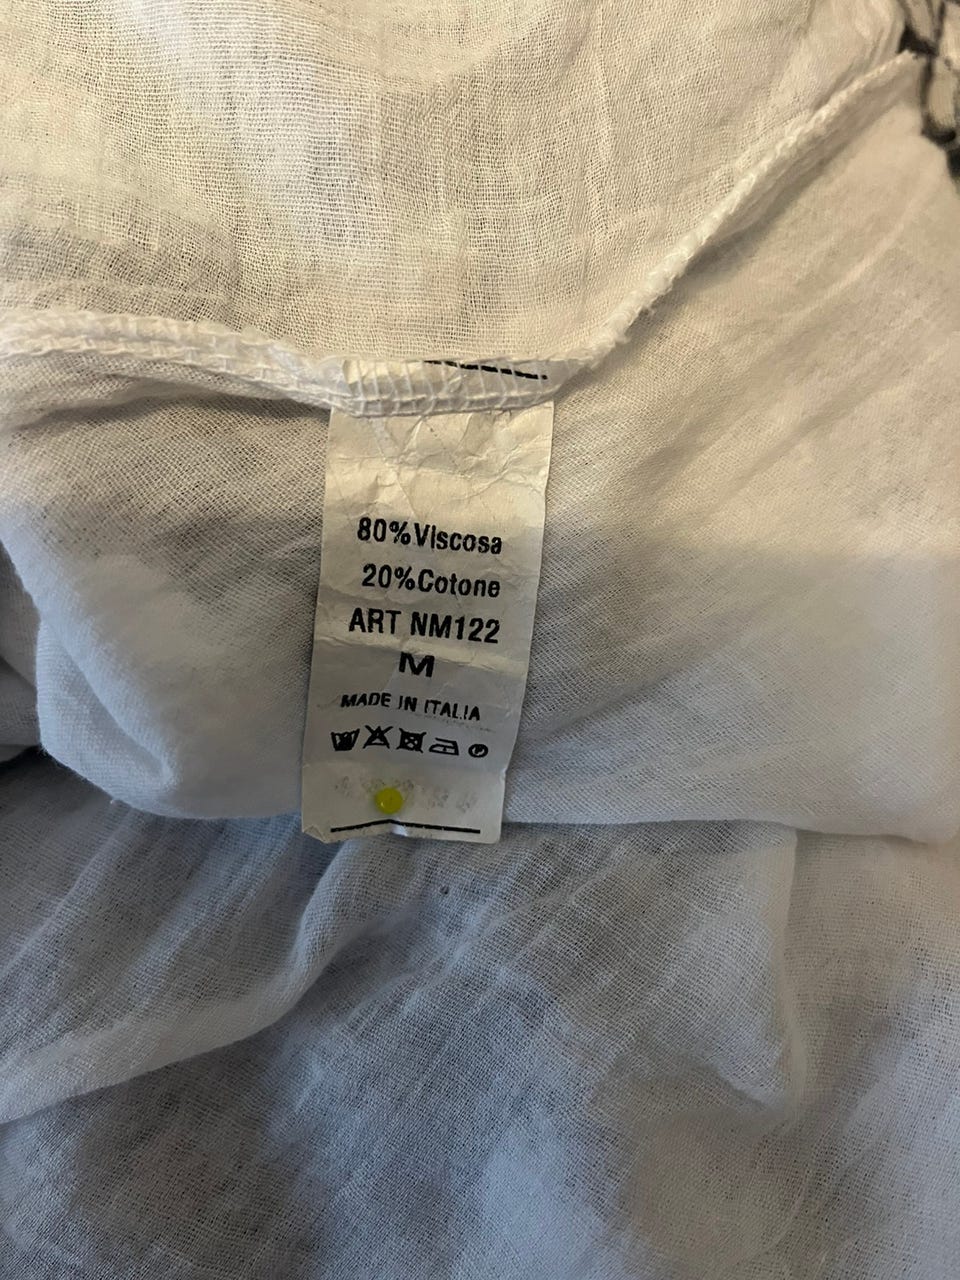 80%Viscosa
20%Cotone
ART NM122
M
MADE IN ITALIA